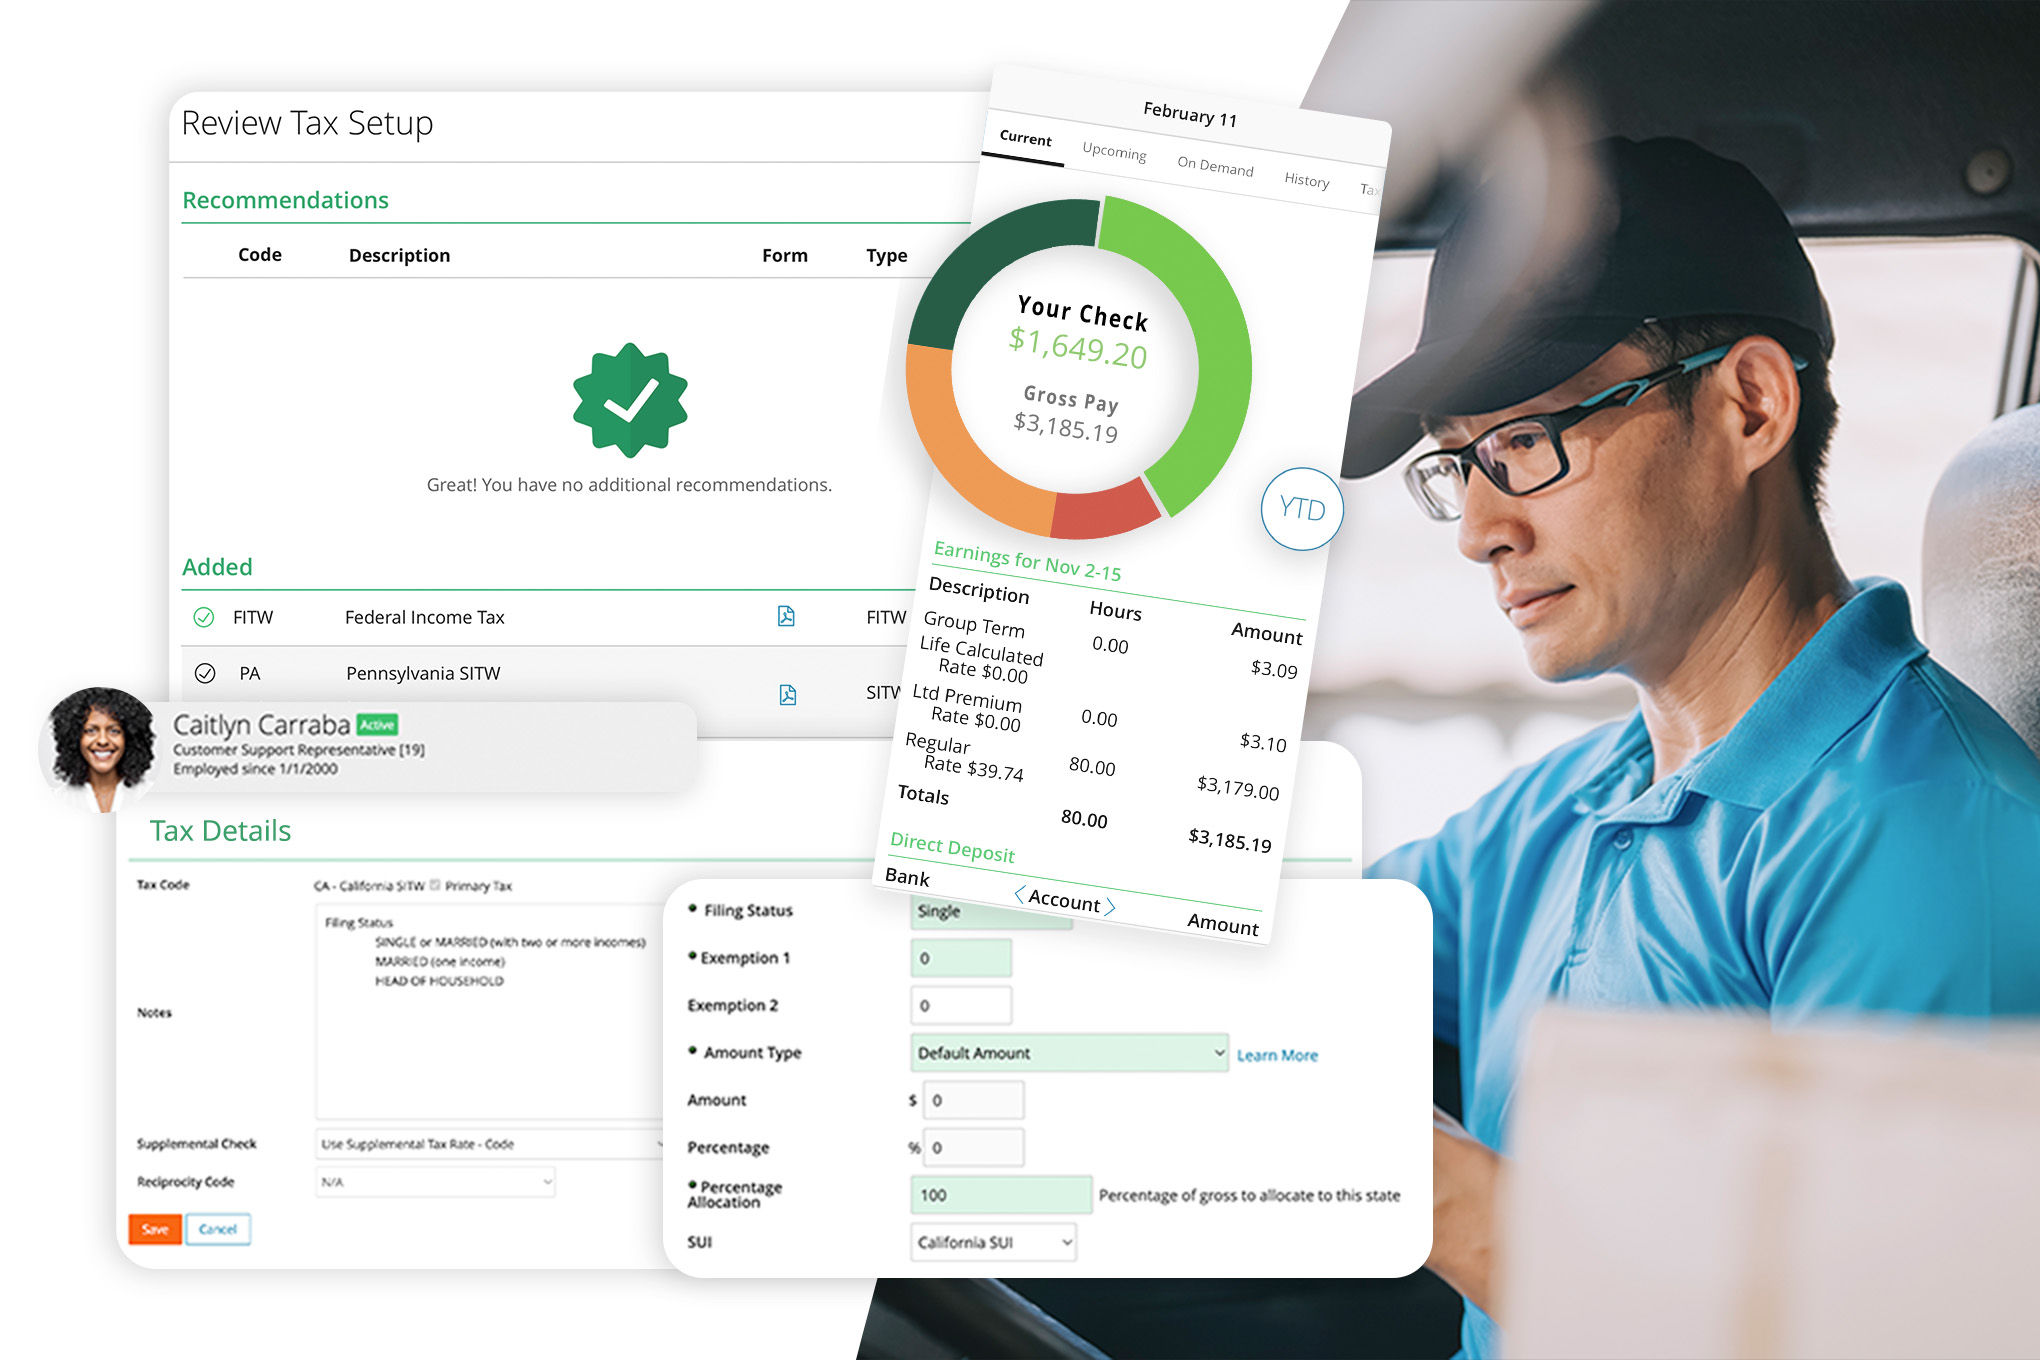 Review Tax Setup
Recommendations
Code Description Form Type
Great! You have no additional recommendations.
Added
FITW Federal Income Tax FITW
PA Pennsylvania SITW SITW
Caitlyn Carraba Active
Customer Support Representative [19]
Employed since 1/1/2000
Tax Details
Tax Code CA - California SITW Primary Tax
Filing Status
SINGLE or MARRIED (with two or more incomes)
MARRIED (one income)
HEAD OF HOUSEHOLD
Notes
Supplemental Check Use Supplemental Tax Rate - Code
Reciprocity Code N/A
Save Cancel
February 11
Current Upcoming On Demand History Tax
Your Check
$1,649.20
Gross Pay
$3,185.19
YTD
Earnings for Nov 2-15
Description Hours Amount
Group Term 0.00 $3.09
Life Calculated
Rate $0.00
Ltd Premium 0.00 $3.10
Rate $0.00
Regular 80.00 $3,179.00
Rate $39.74
Totals 80.00 $3,185.19
Direct Deposit
Bank Account Amount
Filing Status Single
Exemption 1 0
Exemption 2 0
Amount Type Default Amount Learn More
Amount $ 0
Percentage % 0
Percentage
Allocation 100 Percentage of gross to allocate to this state
SUI California SUI